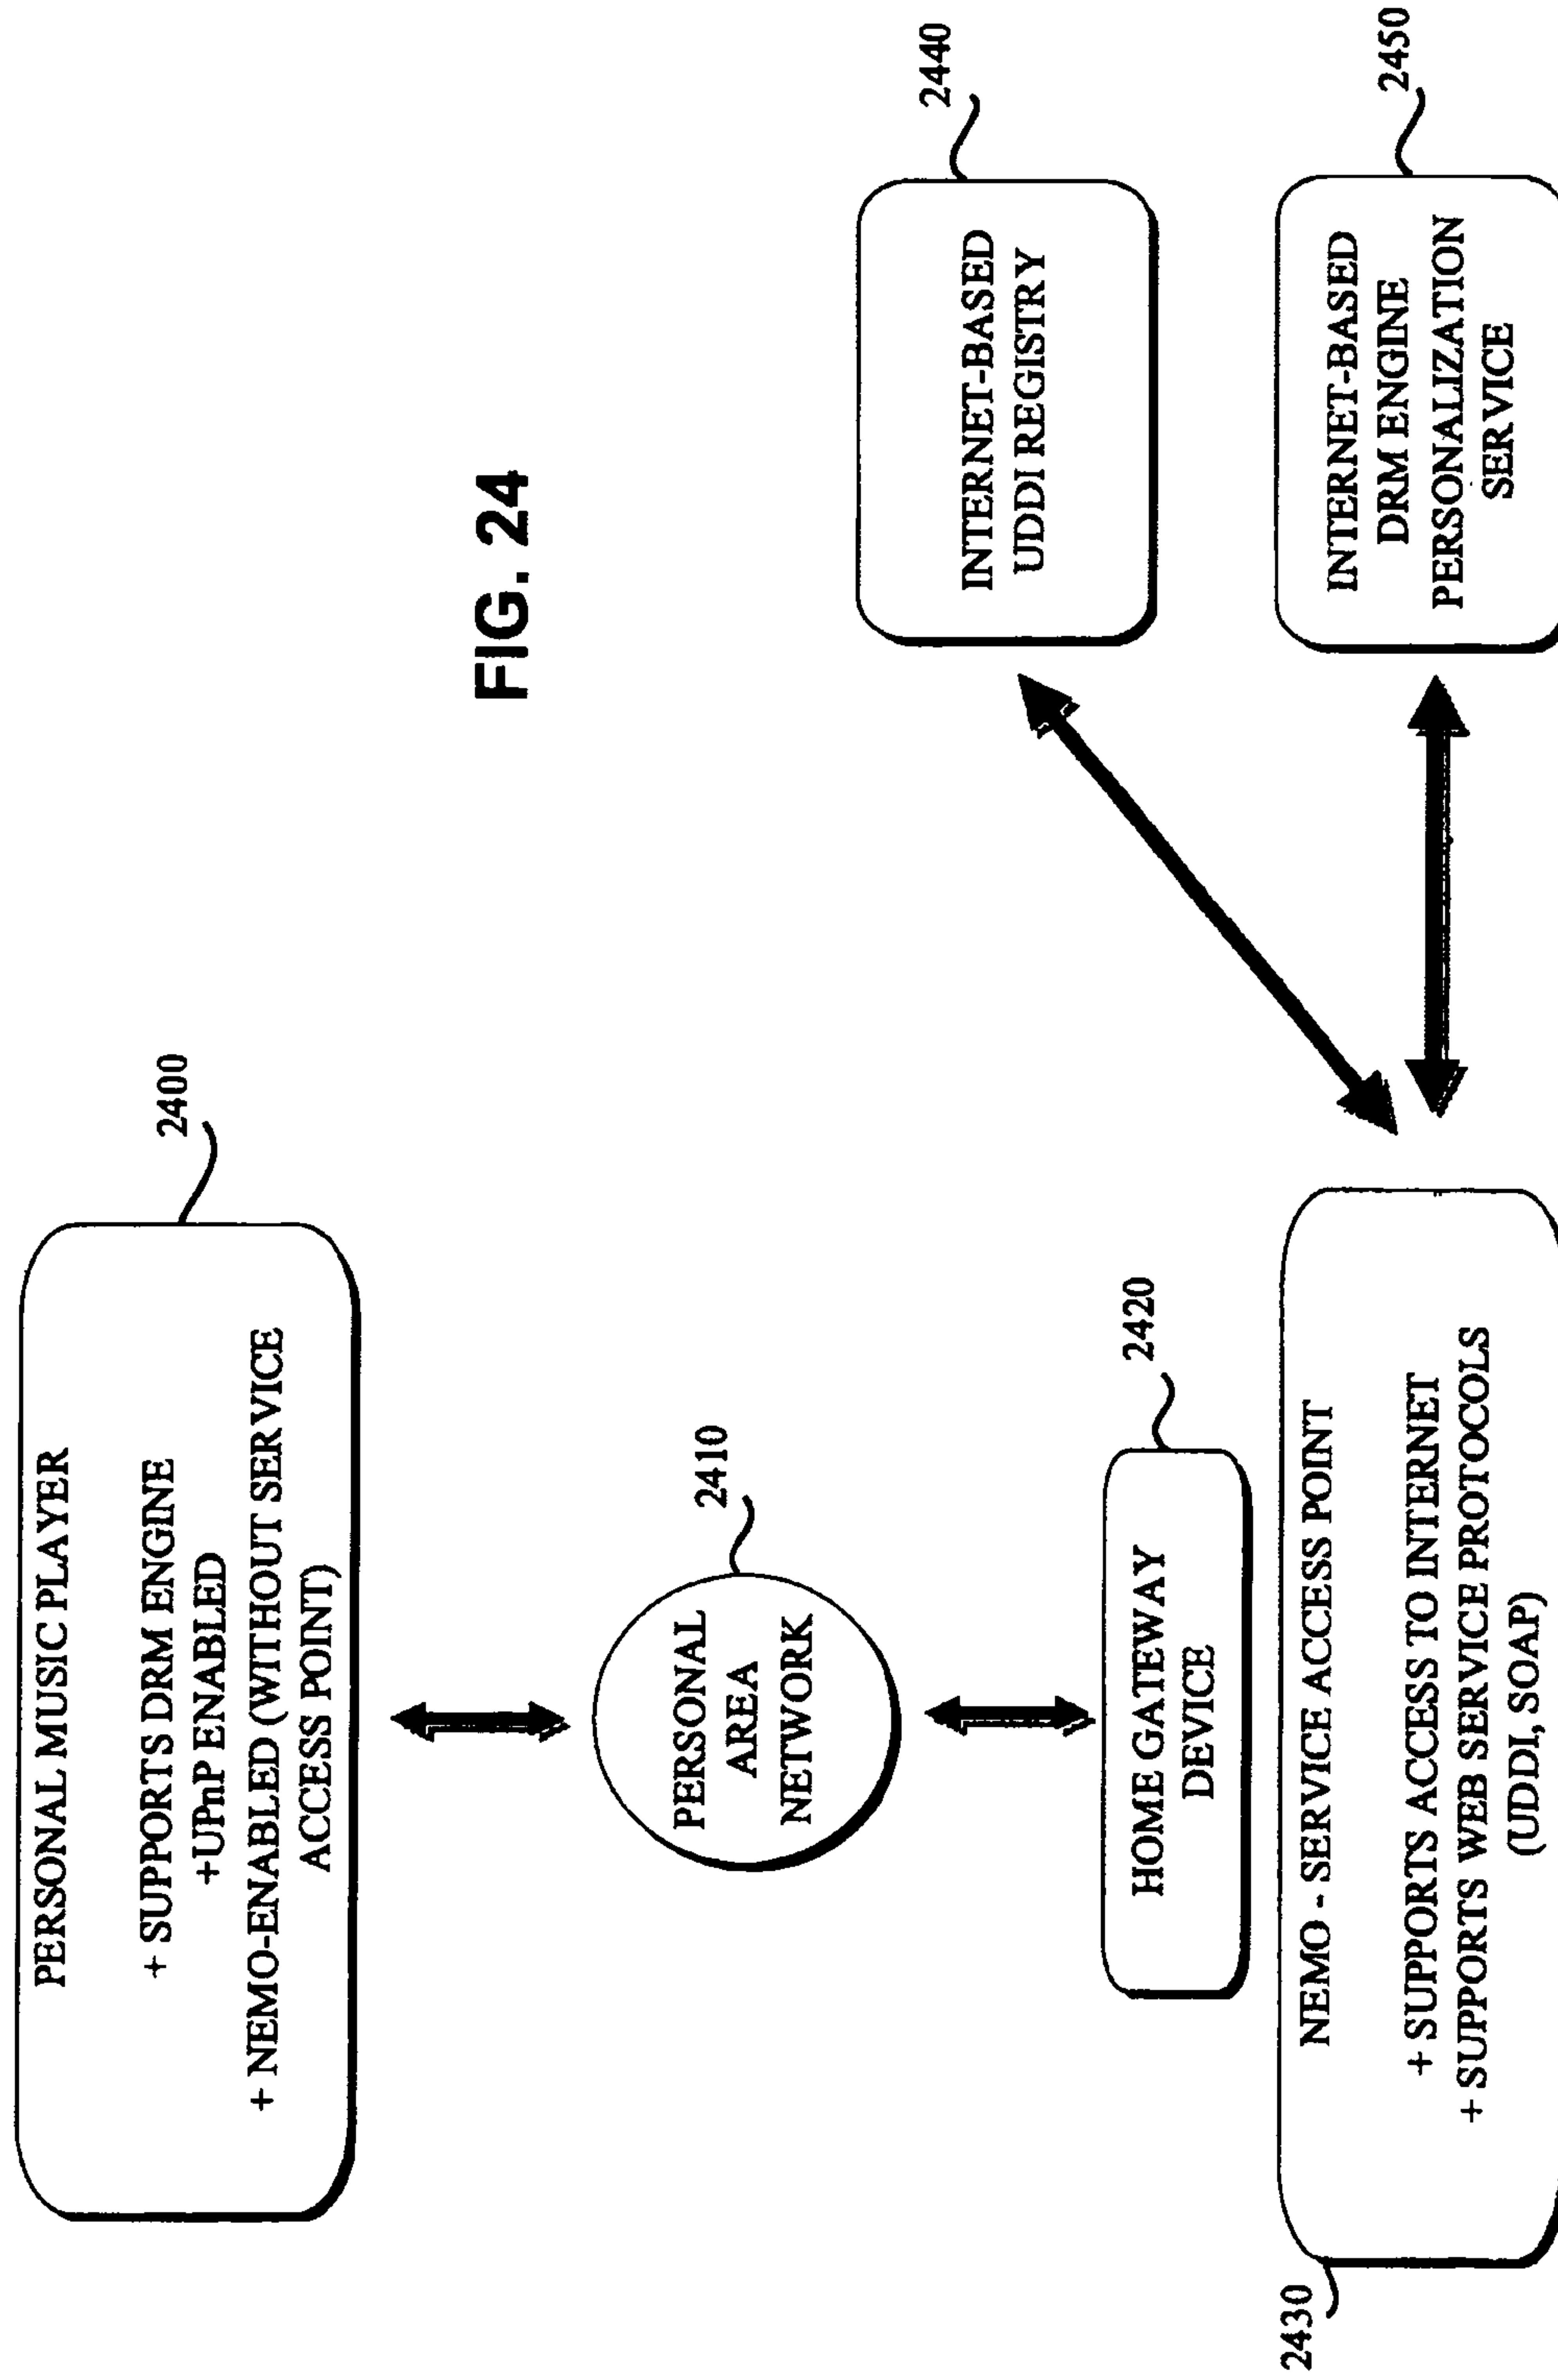 PERSONAL MUSIC PLAYER
+ SUPPORTS DRM ENGINE
+UPnP ENABLED
+ NEMO-ENABLED (WITHOUT SERVICE
ACCESS POINT)
2400
FIG. 24
PERSONAL
AREA
NETWORK
2410
HOME GATEWAY
DEVICE
2420
2430
NEMO - SERVICE ACCESS POINT
+ SUPPORTS ACCESS TO INTERNET
+ SUPPORTS WEB SERVICE PROTOCOLS
(UDDI, SOAP)
INTERNET-BASED
UDDI REGISTRY
2440
INTERNET-BASED
DRM ENGINE
PERSONALIZATION
SERVICE
2450